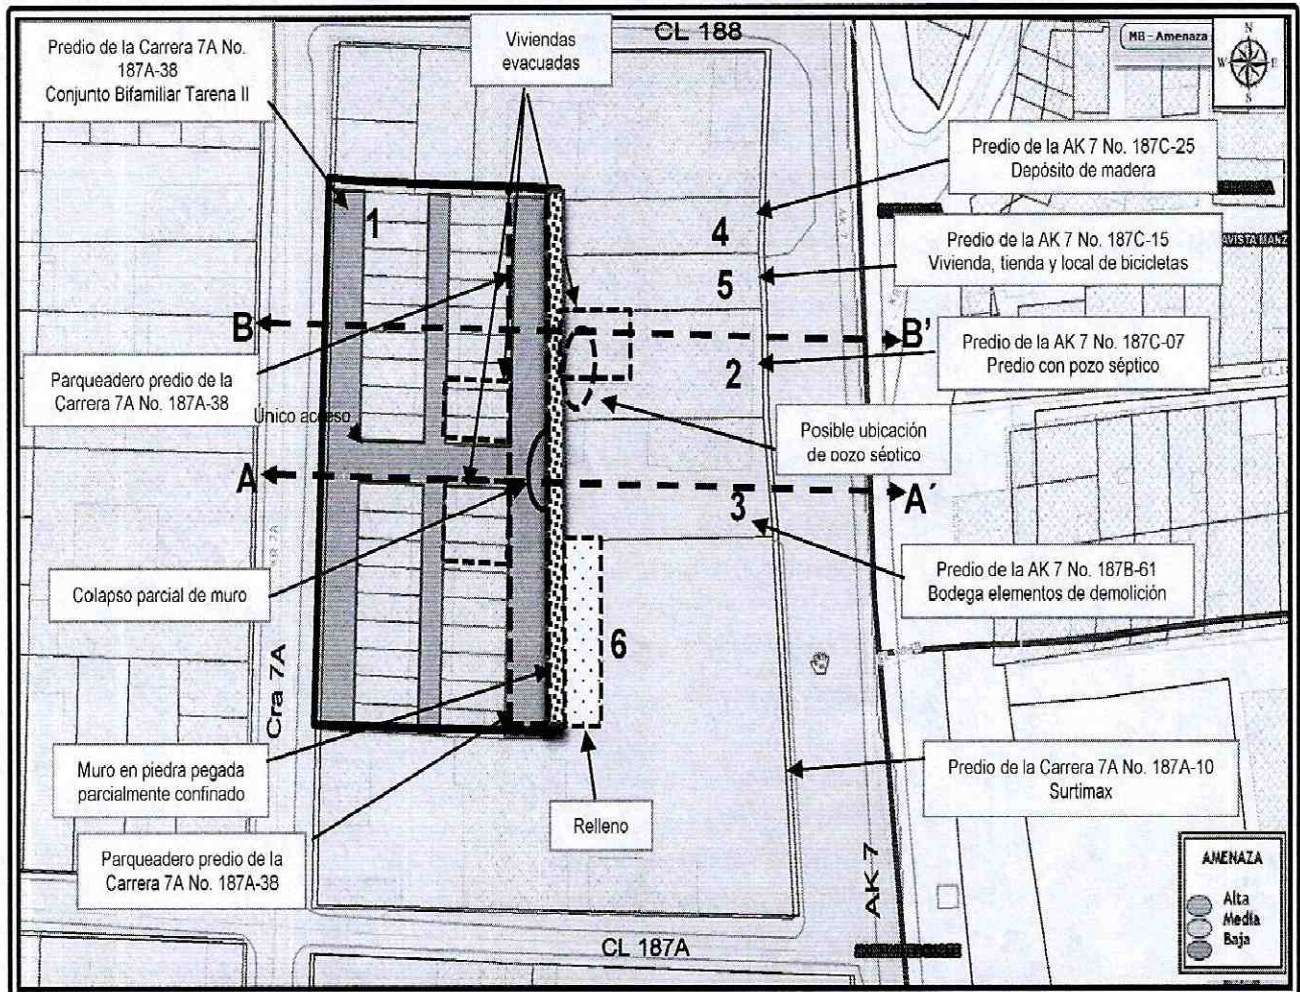 CL 188
MB - Amenaza
N
W
E
S
Predio de la Carrera 7A No.
187A-38
Conjunto Bifamiliar Tarena II
Viviendas
evacuadas
Predio de la AK 7 No. 187C-25
Depósito de madera
1
4
Predio de la AK 7 No. 187C-15
Vivienda, tienda y local de bicicletas
5
B
B'
Predio de la AK 7 No. 187C-07
Predio con pozo séptico
2
Parqueadero predio de la
Carrera 7A No. 187A-38
Único acceso
Posible ubicación
de pozo séptico
A
A´
3
Predio de la AK 7 No. 187B-61
Bodega elementos de demolición
Colapso parcial de muro
6
Cra 7A
Muro en piedra pegada
parcialmente confinado
Predio de la Carrera 7A No. 187A-10
Surtimax
Relleno
Parqueadero predio de la
Carrera 7A No. 187A-38
AK 7
AMENAZA
Alta
Media
Baja
CL 187A